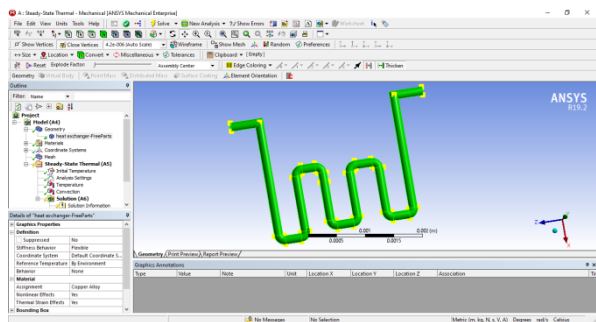 A : Steady-State Thermal - Mechanical [ANSYS Mechanical Enterprise]
File Edit View Units Tools Help Solve New Analysis ?/ Show Errors Worksheet
Show Vertices Close Vertices 4.2e-006 (Auto Scale) Wireframe Show Mesh Random Preferences
Size Location Convert Miscellaneous Tolerances Clipboard [Empty]
Reset Explode Factor: Assembly Center Edge Coloring Thicken
Geometry Virtual Body Point Mass Distributed Mass Surface Coating Element Orientation
Outline
Filter: Name
Project
Model (A4)
Geometry
heat exchanger-FreeParts
Materials
Coordinate Systems
Mesh
Steady-State Thermal (A5)
Initial Temperature
Analysis Settings
Temperature
Convection
Solution (A6)
Solution Information
ANSYS
R19.2
0.001
0.002 (m)
0.0005
0.0015
Z
X
Details of "heat exchanger-FreeParts"
Graphics Properties
Definition
Suppressed No
Stiffness Behavior Flexible
Coordinate System Default Coordinate S...
Reference Temperature By Environment
Behavior None
Material
Assignment Copper Alloy
Nonlinear Effects Yes
Thermal Strain Effects Yes
Bounding Box
Geometry Print Preview Report Preview
Graphics Annotations
Type Value Note Unit Location X Location Y Location Z Association
No Messages No Selection Metric (m, kg, N, s, V, A) Degrees rad/s Celsius